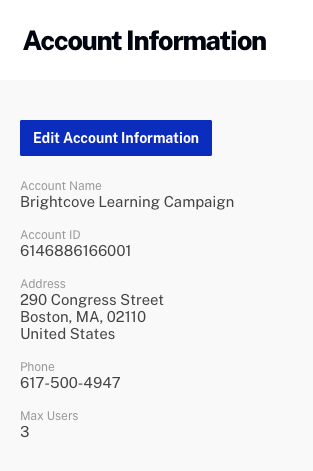 Account Information
Edit Account Information
Account Name
Brightcove Learning Campaign
Account ID
6146886166001
Address
290 Congress Street
Boston, MA, 02110
United States
Phone
617-500-4947
Max Users
3